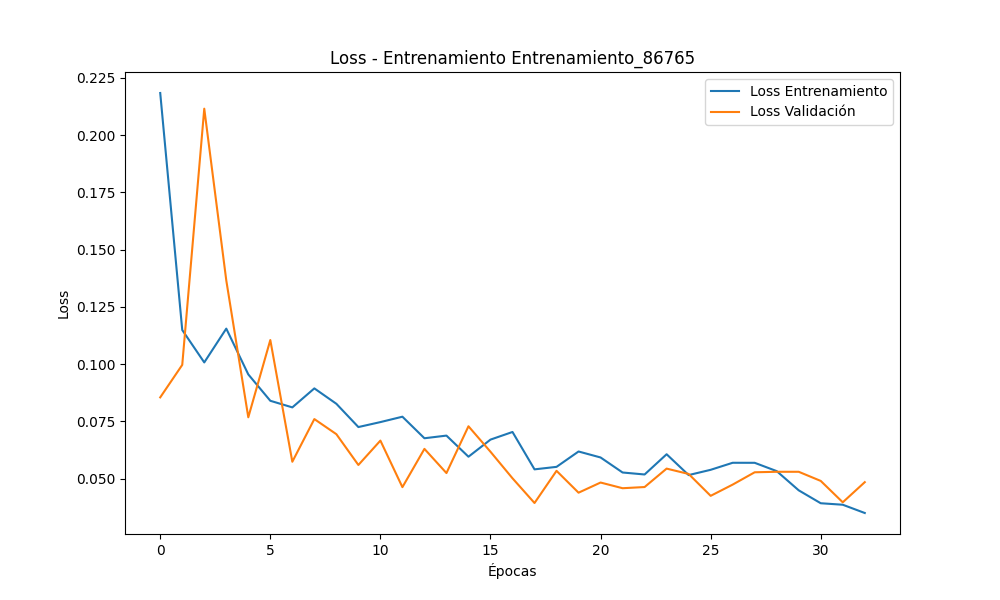 Loss - Entrenamiento Entrenamiento_86765
Loss Entrenamiento
Loss Validación
0.225
0.200
0.175
0.150
0.125
0.100
0.075
0.050
Loss
0 5 10 15 20 25 30
Épocas